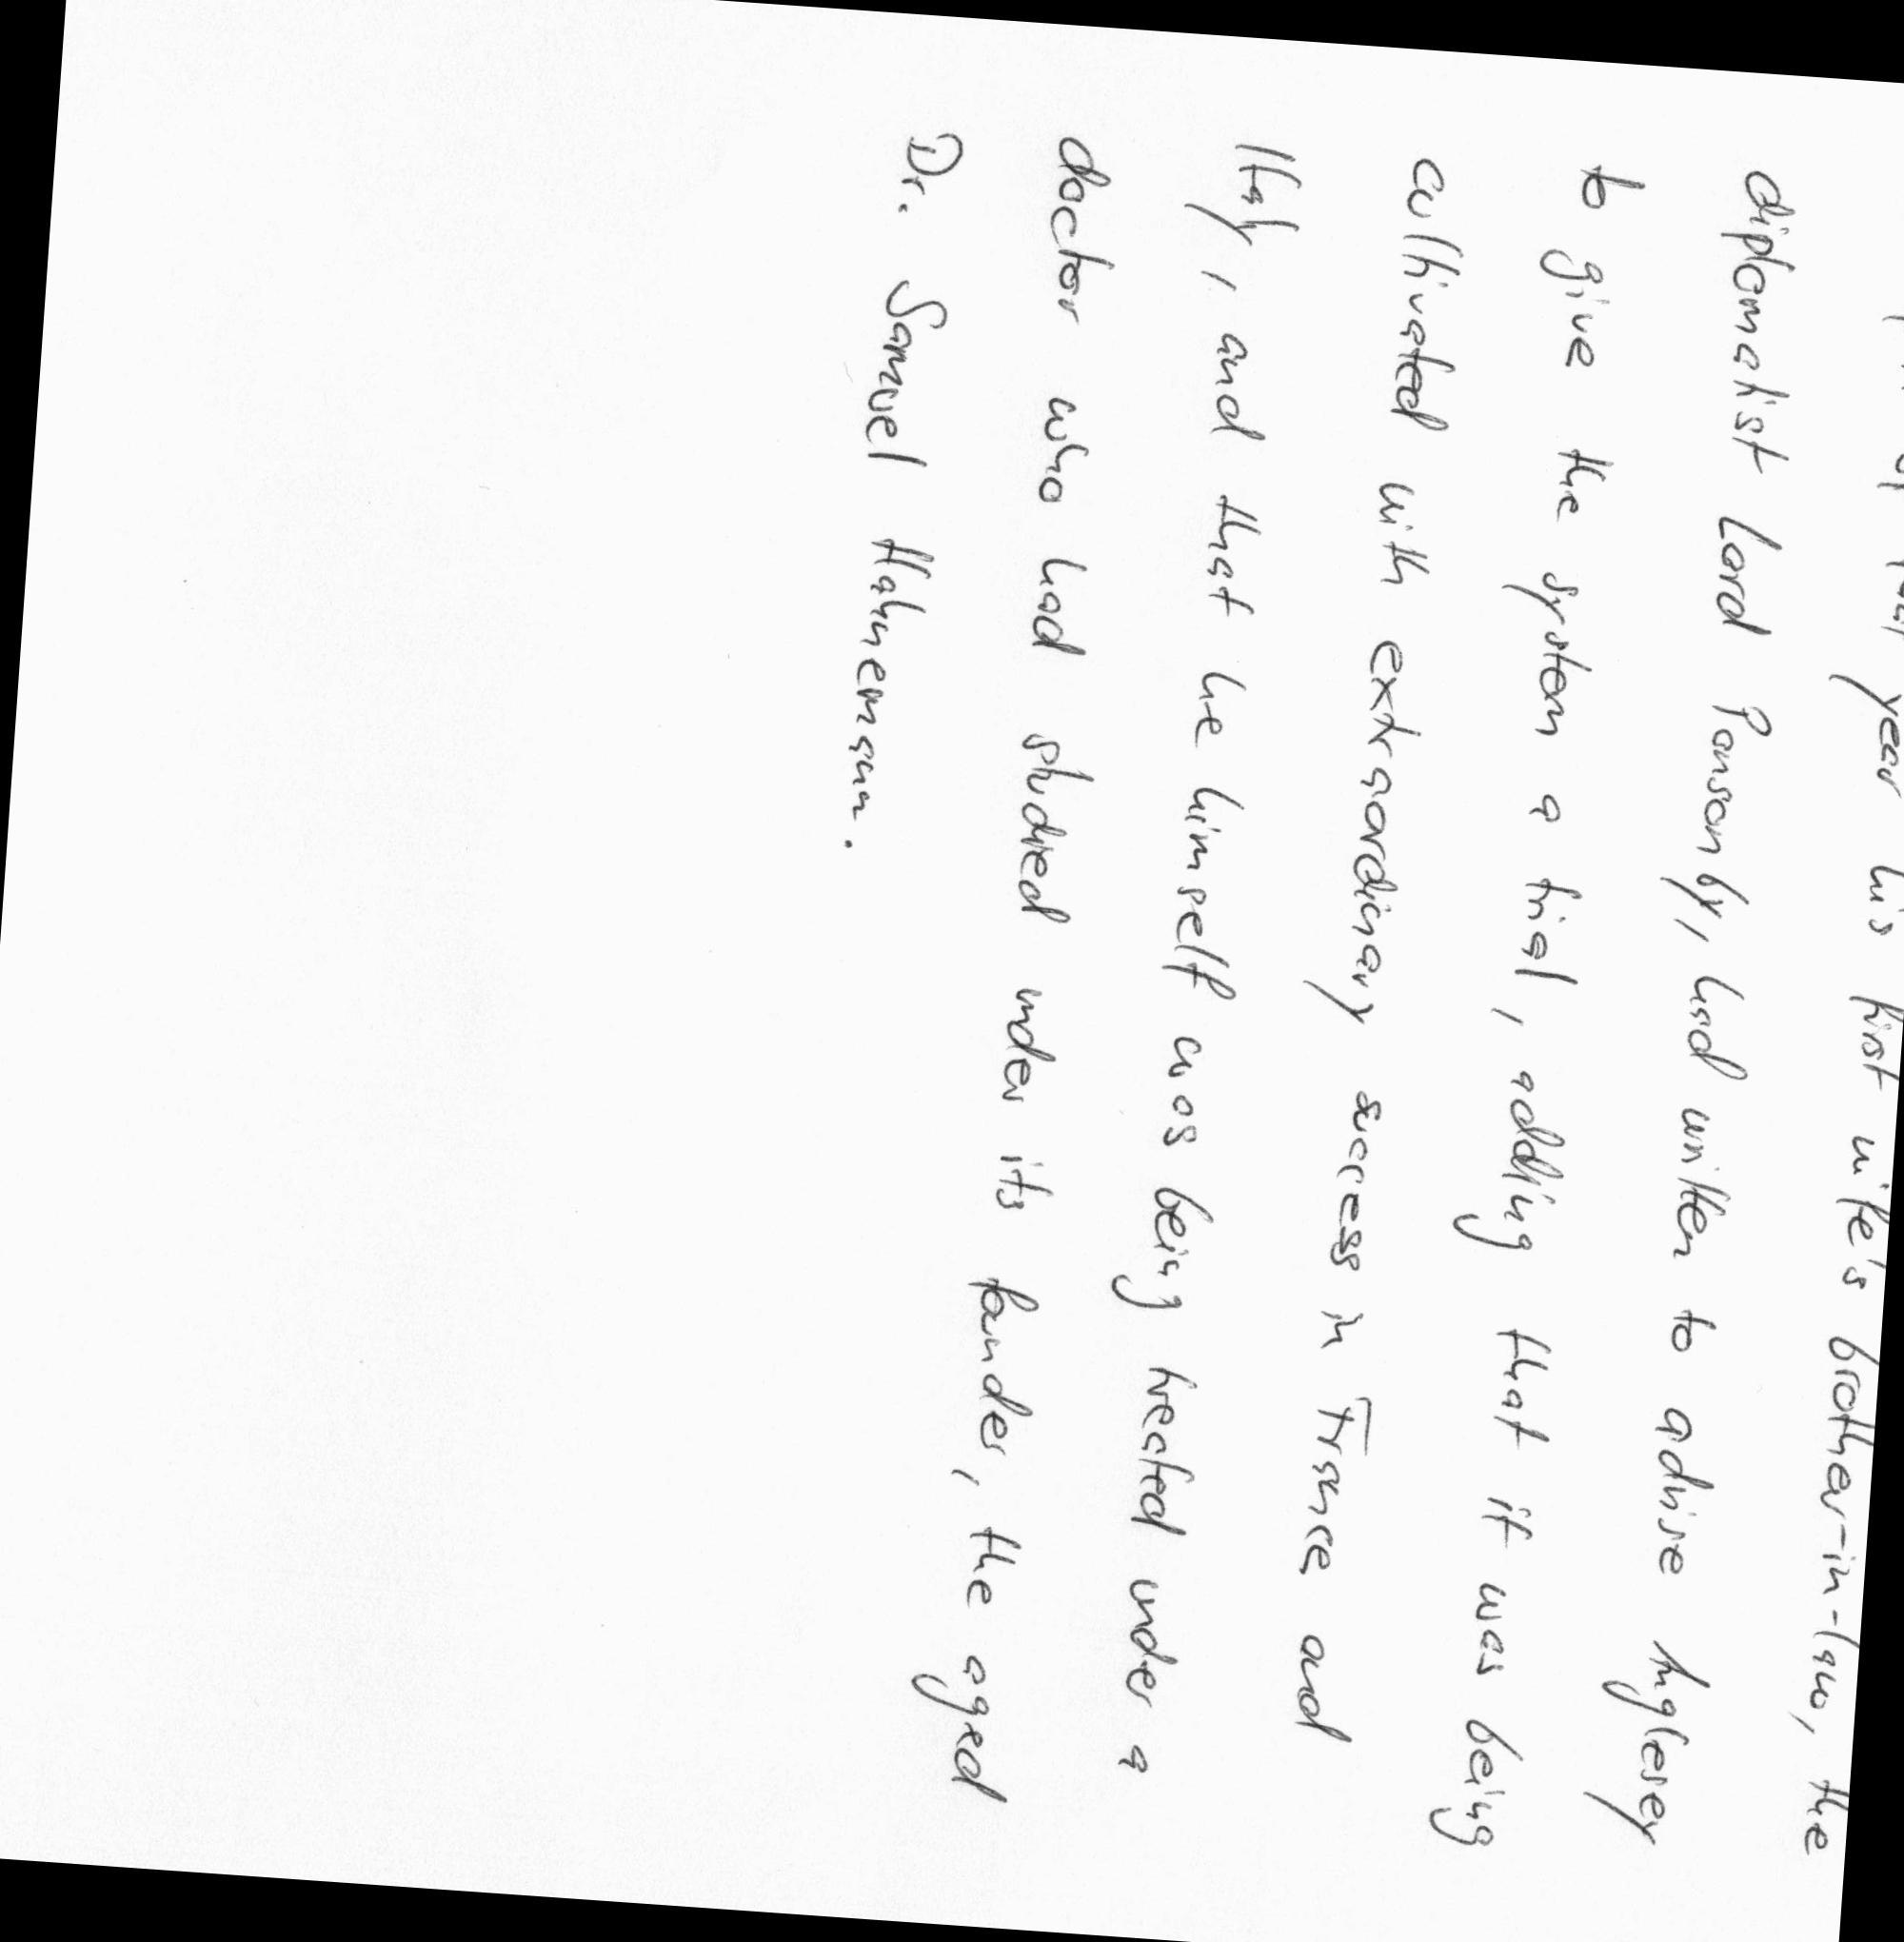 year his first wife's brother-in-law, the
diplomatist Lord Ponsonby, had written to advise Anglesey
to give the system a trial, adding that it was being
cultivated with extraordinary success in France and
Italy, and that he himself was being treated under a
doctor who had studied under its founder, the aged
Dr. Samuel Hahnemann.